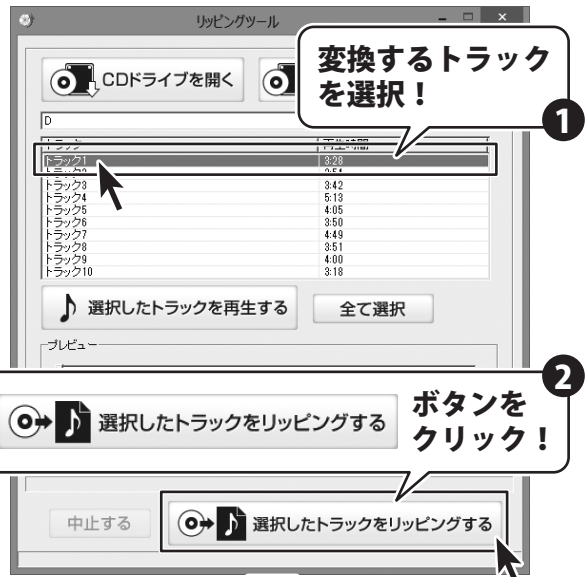 リッピングツール
変換するトラック
を選択！
1
CDドライブを開く
D
トラック1 3:28
トラック3 3:42
トラック4 5:13
トラック5 4:05
トラック6 3:50
トラック7 4:49
トラック8 3:51
トラック9 4:00
トラック10 3:18
選択したトラックを再生する
全て選択
プレビュー
2
選択したトラックをリッピングする
ボタンを
クリック！
中止する
選択したトラックをリッピングする